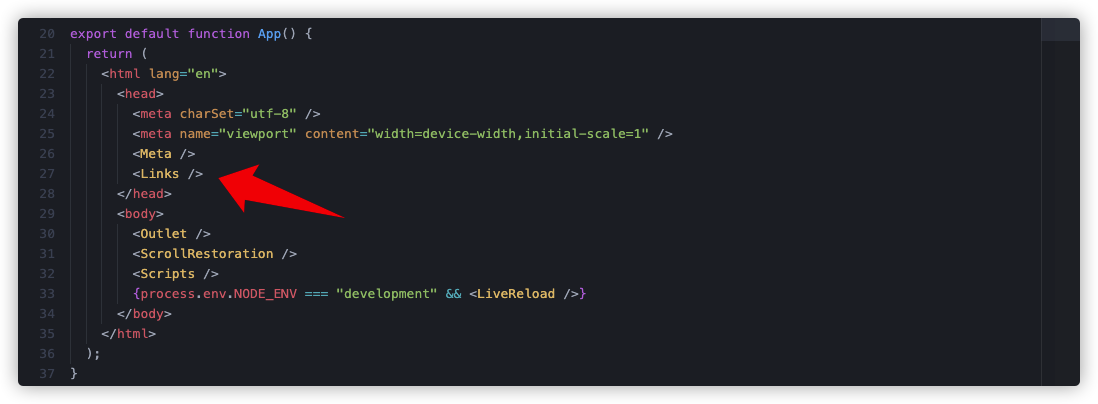 20 export default function App() {
21   return (
22     <html lang="en">
23       <head>
24         <meta charSet="utf-8" />
25         <meta name="viewport" content="width=device-width,initial-scale=1" />
26         <Meta />
27         <Links />
28       </head>
29       <body>
30         <Outlet />
31         <ScrollRestoration />
32         <Scripts />
33         {process.env.NODE_ENV === "development" && <LiveReload />}
34       </body>
35     </html>
36   );
37 }